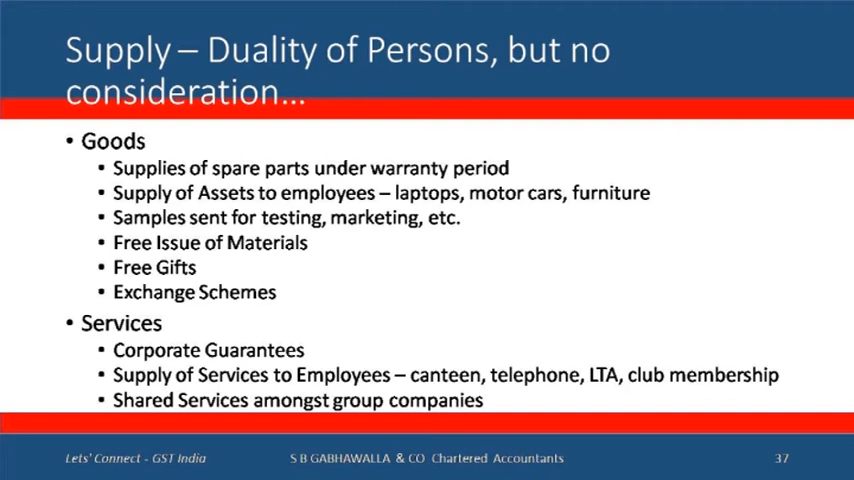 Supply – Duality of Persons, but no
consideration…
• Goods
• Supplies of spare parts under warranty period
• Supply of Assets to employees – laptops, motor cars, furniture
• Samples sent for testing, marketing, etc.
• Free Issue of Materials
• Free Gifts
• Exchange Schemes
• Services
• Corporate Guarantees
• Supply of Services to Employees – canteen, telephone, LTA, club membership
• Shared Services amongst group companies
Lets' Connect - GST India S B GABHAWALLA & CO Chartered Accountants 37